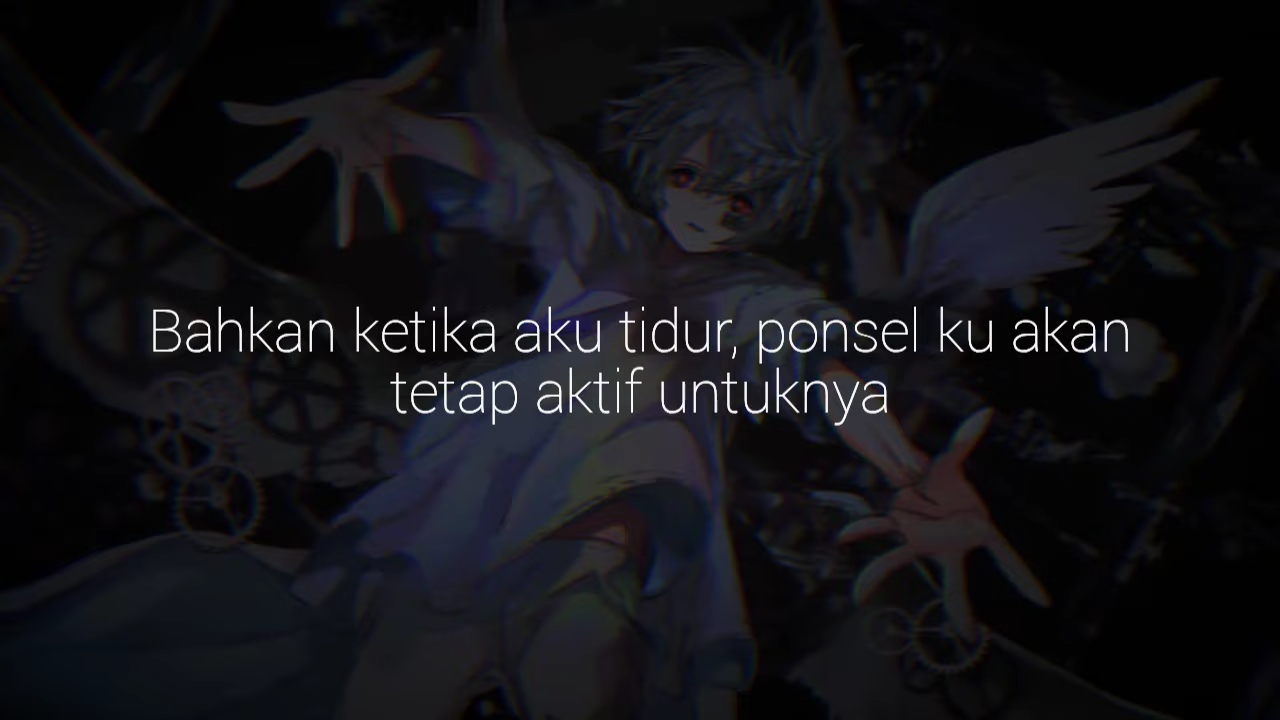 Bahkan ketika aku tidur, ponsel ku akan
tetap aktif untuknya